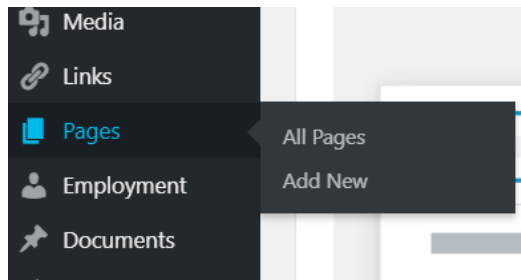 Media
Links
Pages
All Pages
Add New
Employment
Documents